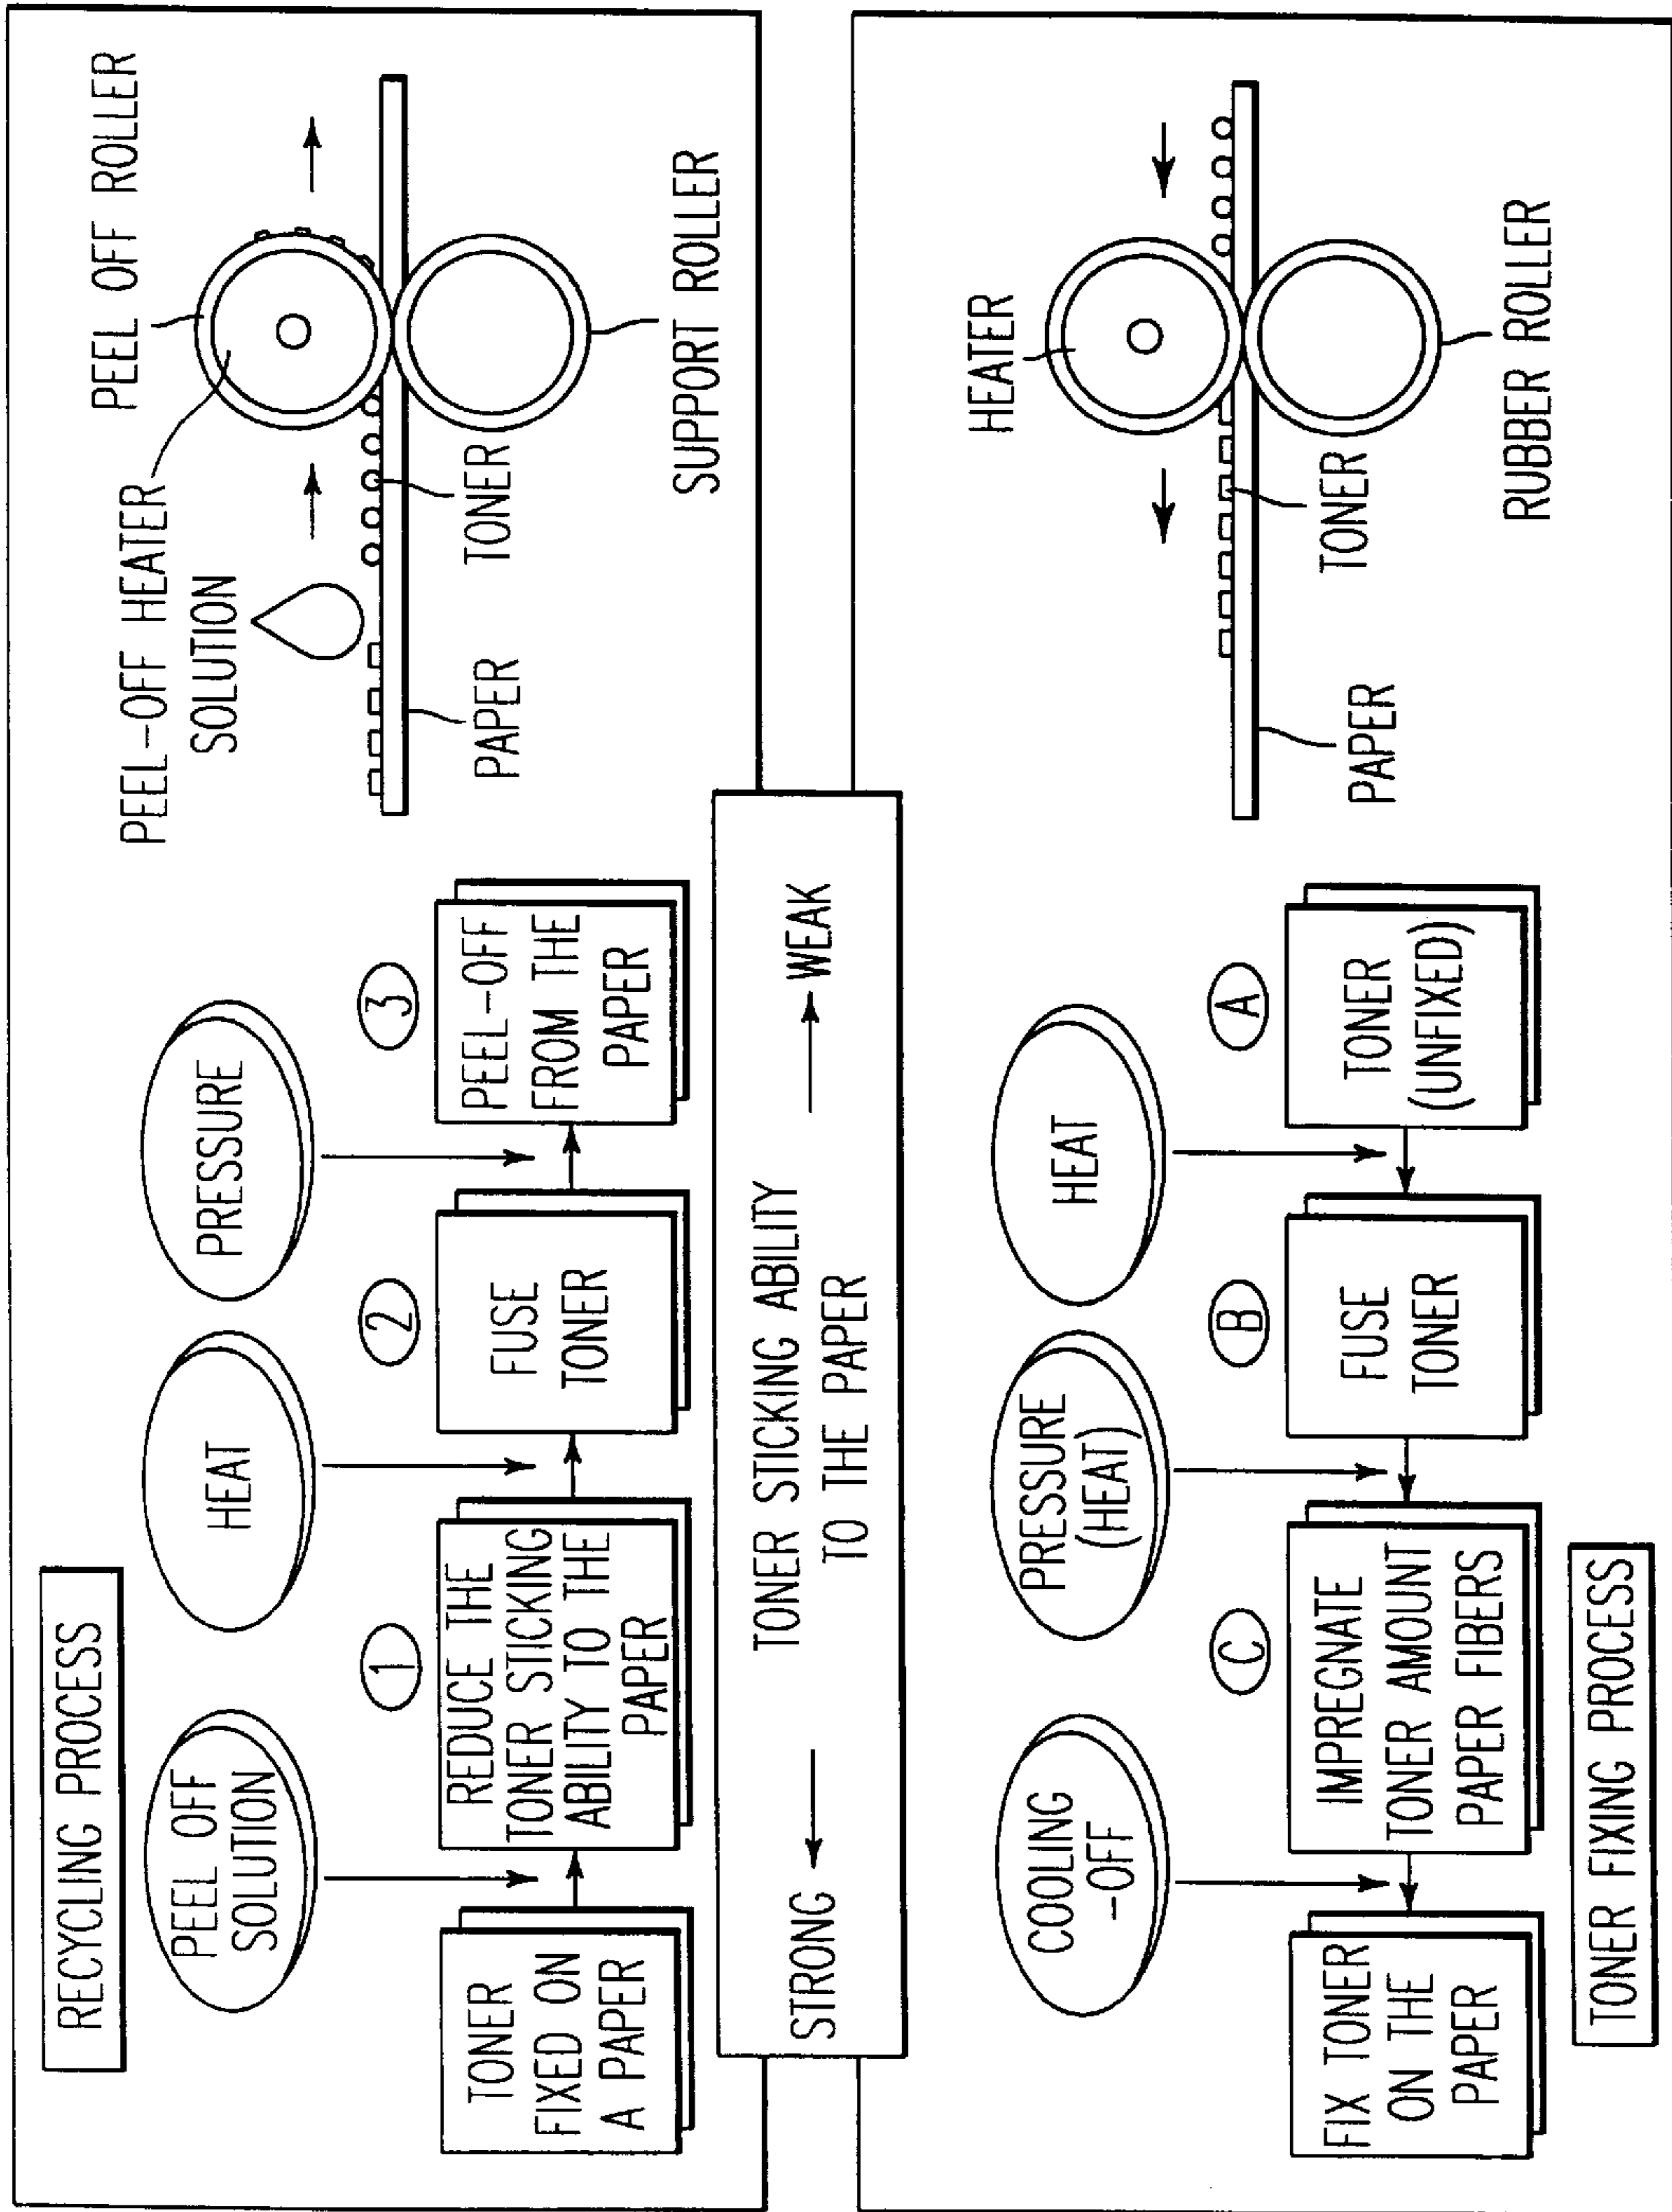 RECYCLING PROCESS
PEEL OFF
SOLUTION
HEAT
PRESSURE
1
2
3
TONER
FIXED ON
A PAPER
REDUCE THE
TONER STICKING
ABILITY TO THE
PAPER
FUSE
TONER
PEEL-OFF
FROM THE
PAPER
PEEL OFF ROLLER
PEEL-OFF HEATER
SOLUTION
TONER
PAPER
SUPPORT ROLLER
TONER STICKING ABILITY
STRONG
WEAK
TO THE PAPER
COOLING
-OFF
PRESSURE
(HEAT)
HEAT
C
B
A
FIX TONER
ON THE
PAPER
IMPREGNATE
TONER AMOUNT
PAPER FIBERS
FUSE
TONER
TONER
(UNFIXED)
TONER FIXING PROCESS
HEATER
TONER
PAPER
RUBBER ROLLER